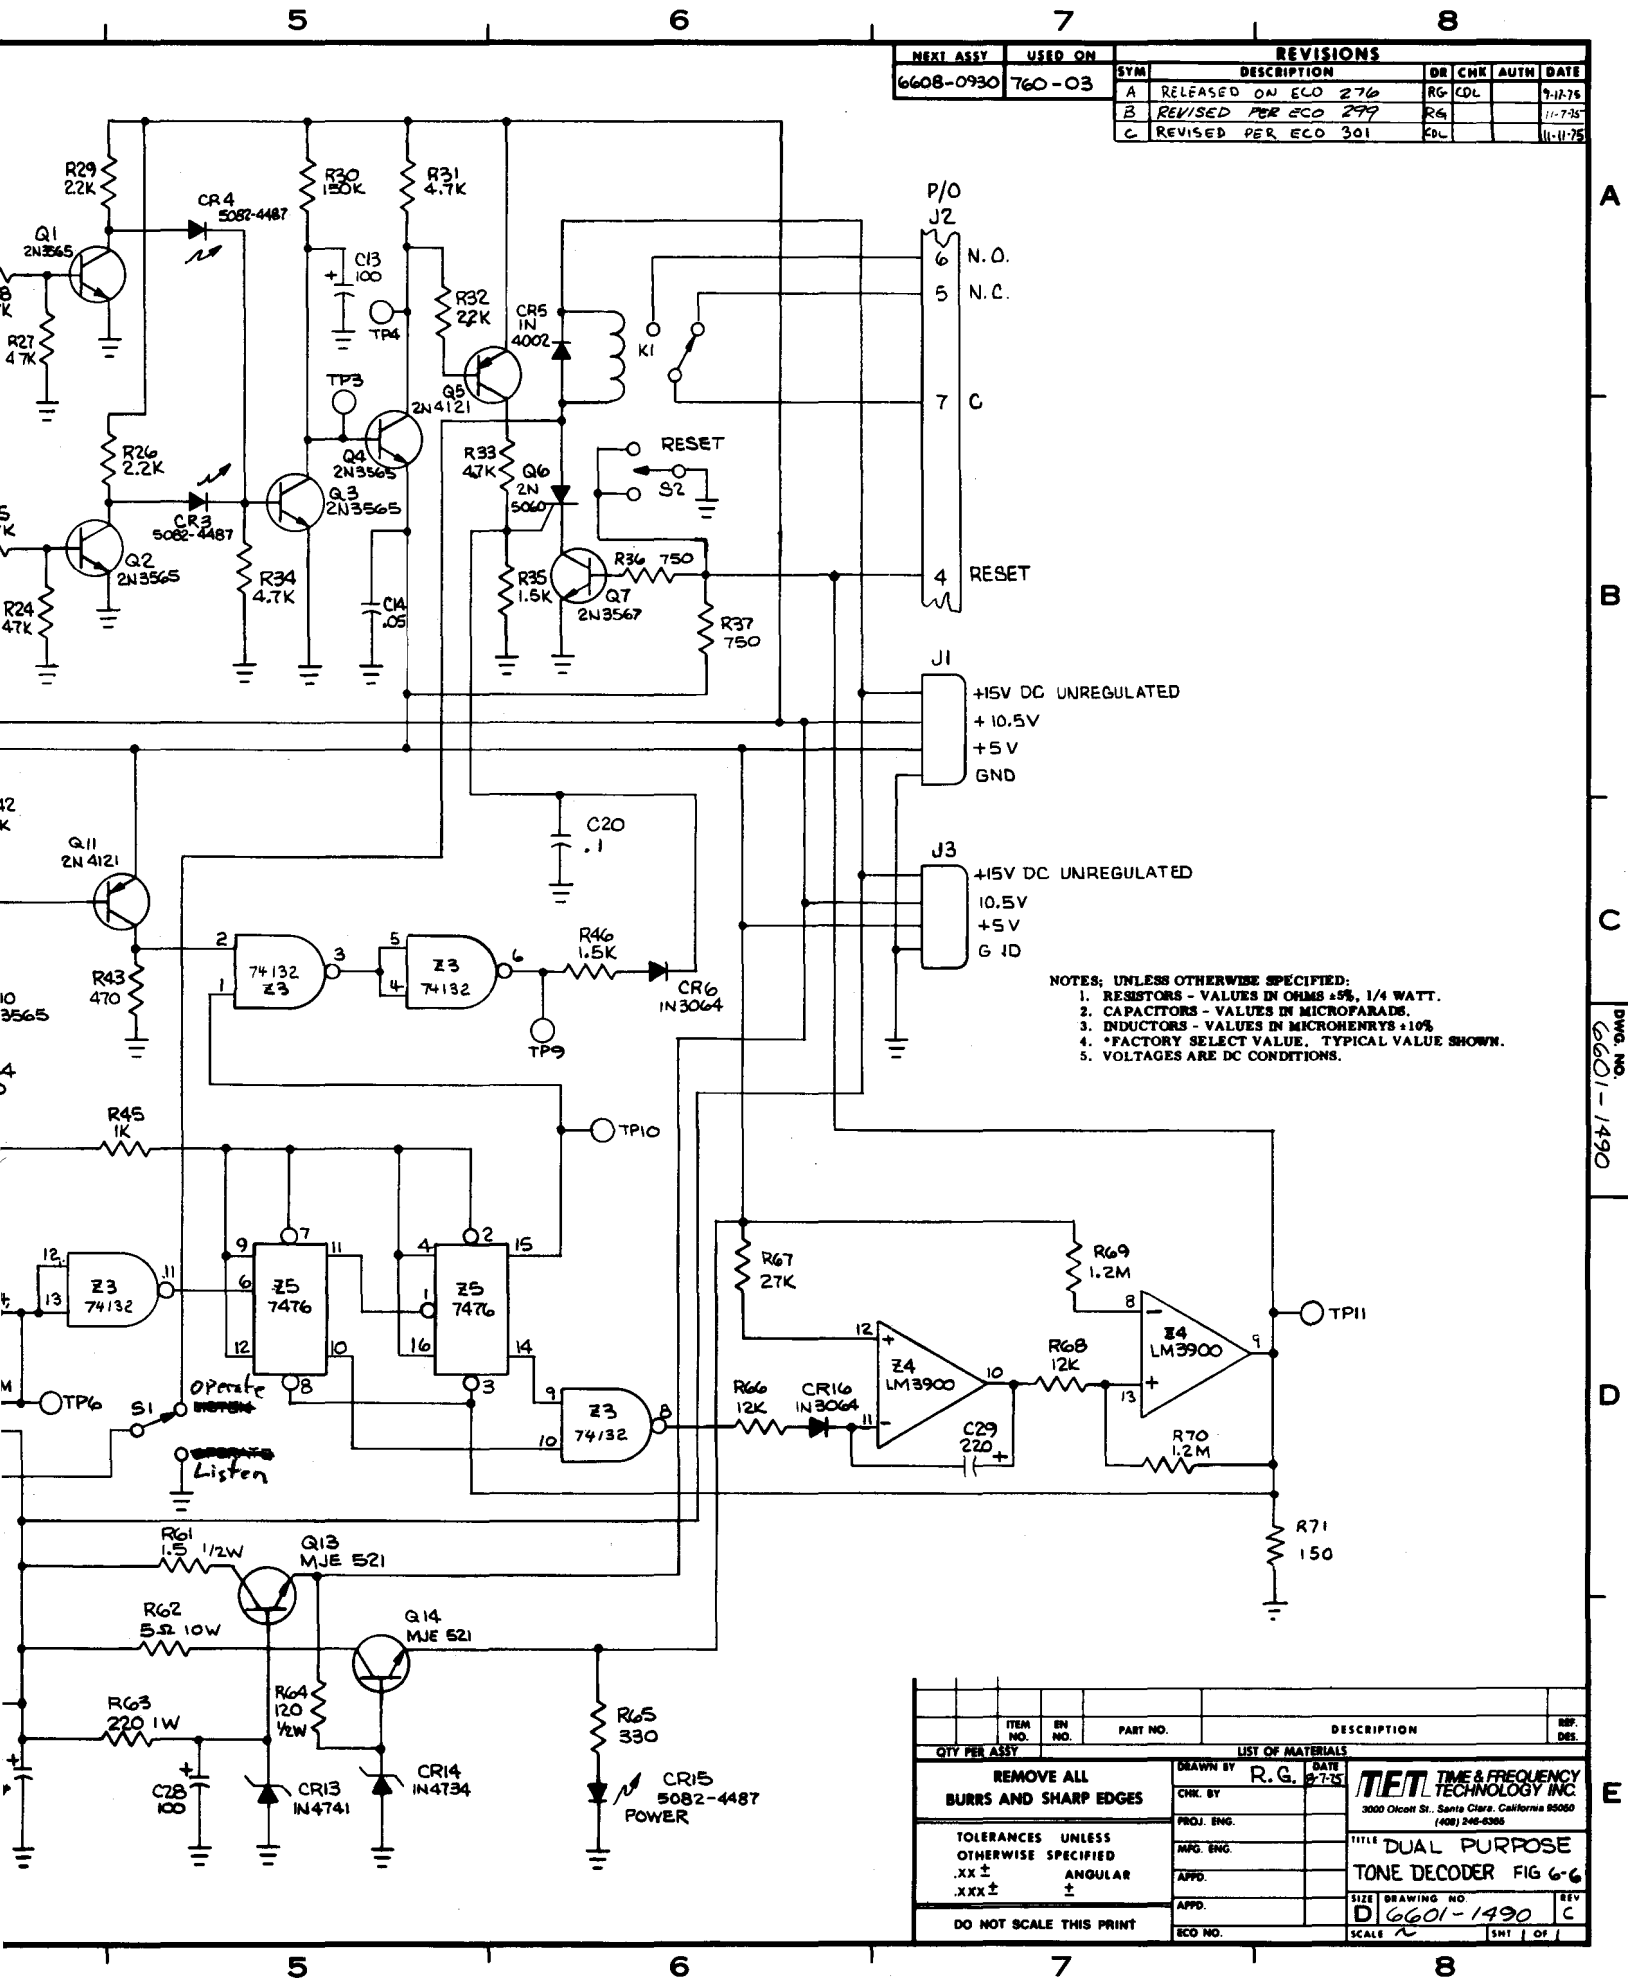 5 6 7 8
NEXT ASSY USED ON
6608-0930 760-03
REVISIONS
SYM DESCRIPTION DR CHK AUTH DATE
A RELEASED ON ECO 276 RG CDL 9-17-75
B REVISED PER ECO 299 RG 11-7-75
C REVISED PER ECO 301 CDL 11-11-75
A
B
C
D
E
DWG. NO.
6601-1490
R29
2.2K
Q1
2N3565
CR4
5082-4487
R30
150K
R31
4.7K
C13
+ 100
TP4
R32
22K
CR5
IN
4002
K1
P/O
J2
6 N.O.
5 N.C.
7 C
4 RESET
R27
47K
TP3
Q5
2N4121
Q4
2N3565
R33
47K
Q6
2N
5060
RESET
S2
R26
2.2K
CR3
5082-4487
Q3
2N3565
Q2
2N3565
R34
4.7K
R24
47K
C14
.05
R35
1.5K
R36 750
Q7
2N3567
R37
750
J1
+15V DC UNREGULATED
+10.5V
+5V
GND
Q11
2N4121
C20
.1
J3
+15V DC UNREGULATED
10.5V
+5V
G ND
R43
470
2
1
74132
Z3
3
5
4
Z3
74132
6
R46
1.5K
CR6
IN3064
TP9
NOTES; UNLESS OTHERWISE SPECIFIED:
1. RESISTORS - VALUES IN OHMS ±5%, 1/4 WATT.
2. CAPACITORS - VALUES IN MICROFARADS.
3. INDUCTORS - VALUES IN MICROHENRYS ±10%
4. *FACTORY SELECT VALUE. TYPICAL VALUE SHOWN.
5. VOLTAGES ARE DC CONDITIONS.
R45
1K
TP10
12
13
Z3
74132
11
9
6
12
7
Z5
7476
11
10
8
4
1
16
2
Z5
7476
15
14
3
TP6
S1
Operate
OPERATE
Listen
9
10
Z3
74132
8
R66
12K
CR16
IN3064
R67
27K
12 +
11 -
Z4
LM3900
10
C29
220 +
R68
12K
R69
1.2M
8 -
13 +
Z4
LM3900
9
TP11
R70
1.2M
R71
150
R61
1.5 1/2W
Q13
MJE 521
R62
5Ω 10W
Q14
MJE 521
R63
220 1W
R64
120
1/2W
C28
100
+
CR13
IN4741
CR14
IN4734
R65
330
CR15
5082-4487
POWER
ITEM NO. EN NO. PART NO. DESCRIPTION REF. DES.
QTY PER ASSY LIST OF MATERIALS
REMOVE ALL
BURRS AND SHARP EDGES
TOLERANCES UNLESS
OTHERWISE SPECIFIED
.XX ± ANGULAR
.XXX ± ±
DO NOT SCALE THIS PRINT
DRAWN BY R.G. DATE 8-7-75
CHK. BY
PROJ. ENG.
MFG. ENG.
APPD.
APPD.
ECO NO.
TFT TIME & FREQUENCY
TECHNOLOGY INC.
3000 Olcott St., Santa Clara, California 95050
(408) 246-6365
TITLE DUAL PURPOSE
TONE DECODER FIG 6-6
SIZE DRAWING NO. REV
D 6601-1490 C
SCALE ~ SHT 1 OF 1
5 6 7 8